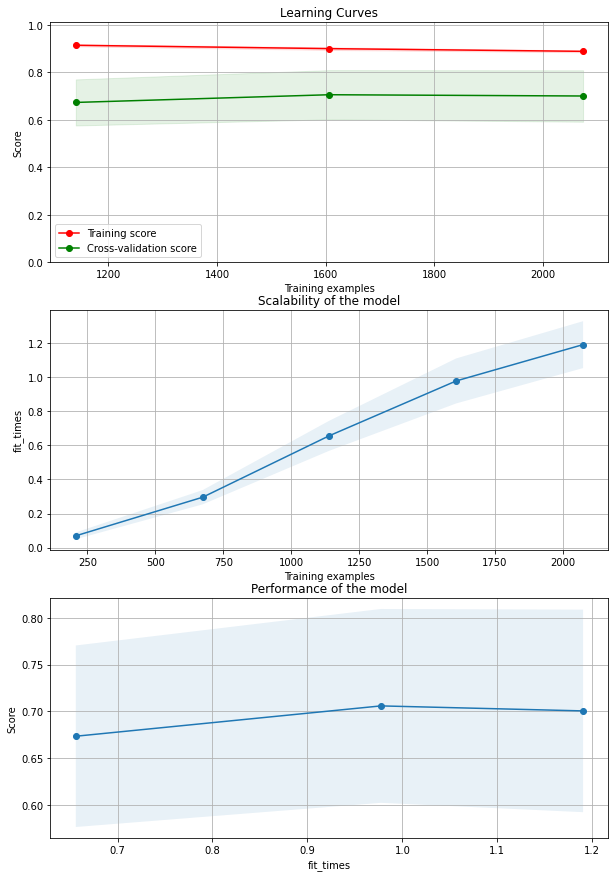 Learning Curves
1.0
0.8
0.6
0.4
0.2
0.0
Score
Training score
Cross-validation score
1200 1400 1600 1800 2000
Training examples
Scalability of the model
1.2
1.0
0.8
0.6
0.4
0.2
0.0
fit_times
250 500 750 1000 1250 1500 1750 2000
Training examples
Performance of the model
0.80
0.75
0.70
0.65
0.60
Score
0.7 0.8 0.9 1.0 1.1 1.2
fit_times